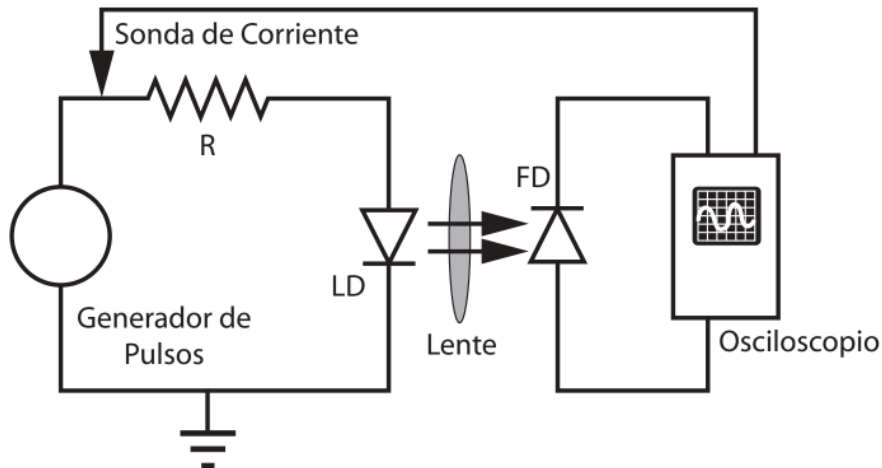 Sonda de Corriente
R
FD
LD
Generador de
Pulsos
Lente
Osciloscopio